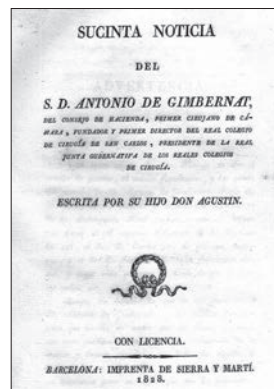 SUCINTA NOTICIA
DEL
S. D. ANTONIO DE GIMBERNAT,
DEL CONSEJO DE HACIENDA, PRIMER CIRUJANO DE CÁ-
MARA, FUNDADOR Y PRIMER DIRECTOR DEL REAL COLEGIO
DE CIRUGÍA DE SAN CARLOS, PRESIDENTE DE LA REAL
JUNTA GUBERNATIVA DE LOS REALES COLEGIOS
DE CIRUGÍA.
ESCRITA POR SU HIJO DON AGUSTIN.
CON LICENCIA.
BARCELONA: IMPRENTA DE SIERRA Y MARTÍ.
1828.